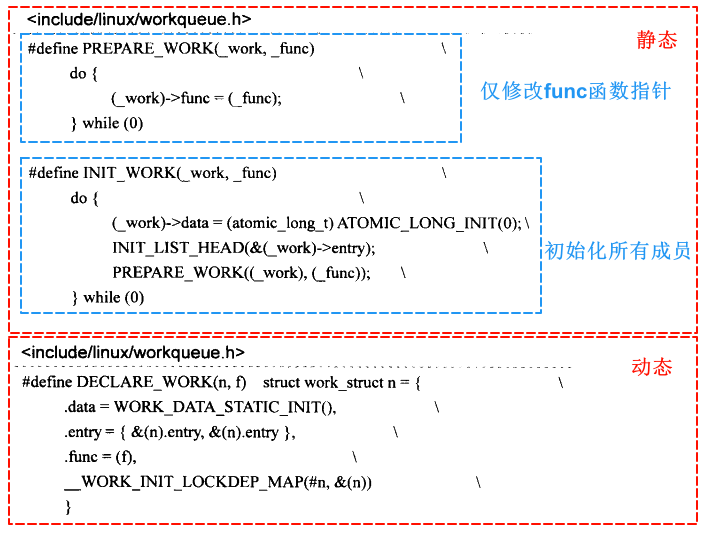 <include/linux/workqueue.h>
静态
#define PREPARE_WORK(_work, _func) \
do { \
(_work)->func = (_func); \
} while (0)
仅修改func函数指针
#define INIT_WORK(_work, _func) \
do { \
(_work)->data = (atomic_long_t) ATOMIC_LONG_INIT(0); \
INIT_LIST_HEAD(&(_work)->entry); \
PREPARE_WORK((_work), (_func)); \
} while (0)
初始化所有成员
<include/linux/workqueue.h>
动态
#define DECLARE_WORK(n, f) struct work_struct n = { \
.data = WORK_DATA_STATIC_INIT(), \
.entry = { &(n).entry, &(n).entry }, \
.func = (f), \
__WORK_INIT_LOCKDEP_MAP(#n, &(n)) \
}